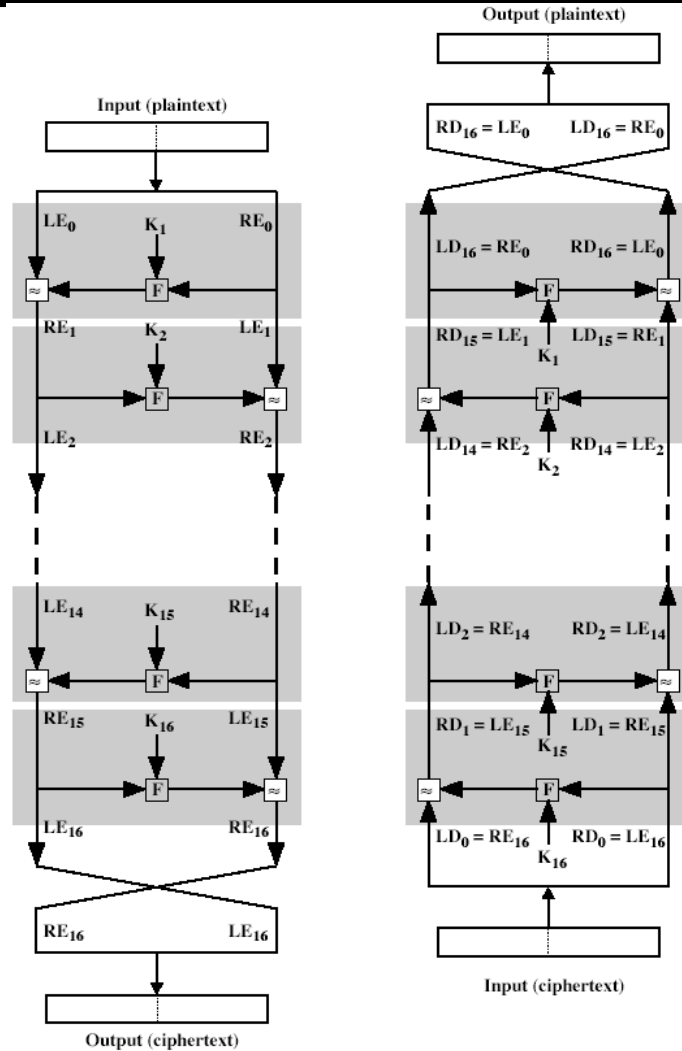 Input (plaintext)
LE0
K1
RE0
≈
F
RE1
K2
LE1
F
≈
LE2
RE2
LE14
K15
RE14
≈
F
RE15
K16
LE15
F
≈
LE16
RE16
RE16
LE16
Output (ciphertext)
Output (plaintext)
RD16 = LE0
LD16 = RE0
LD16 = RE0
RD16 = LE0
F
≈
RD15 = LE1
K1
LD15 = RE1
≈
F
LD14 = RE2
K2
RD14 = LE2
LD2 = RE14
RD2 = LE14
F
≈
RD1 = LE15
K15
LD1 = RE15
≈
F
LD0 = RE16
K16
RD0 = LE16
Input (ciphertext)